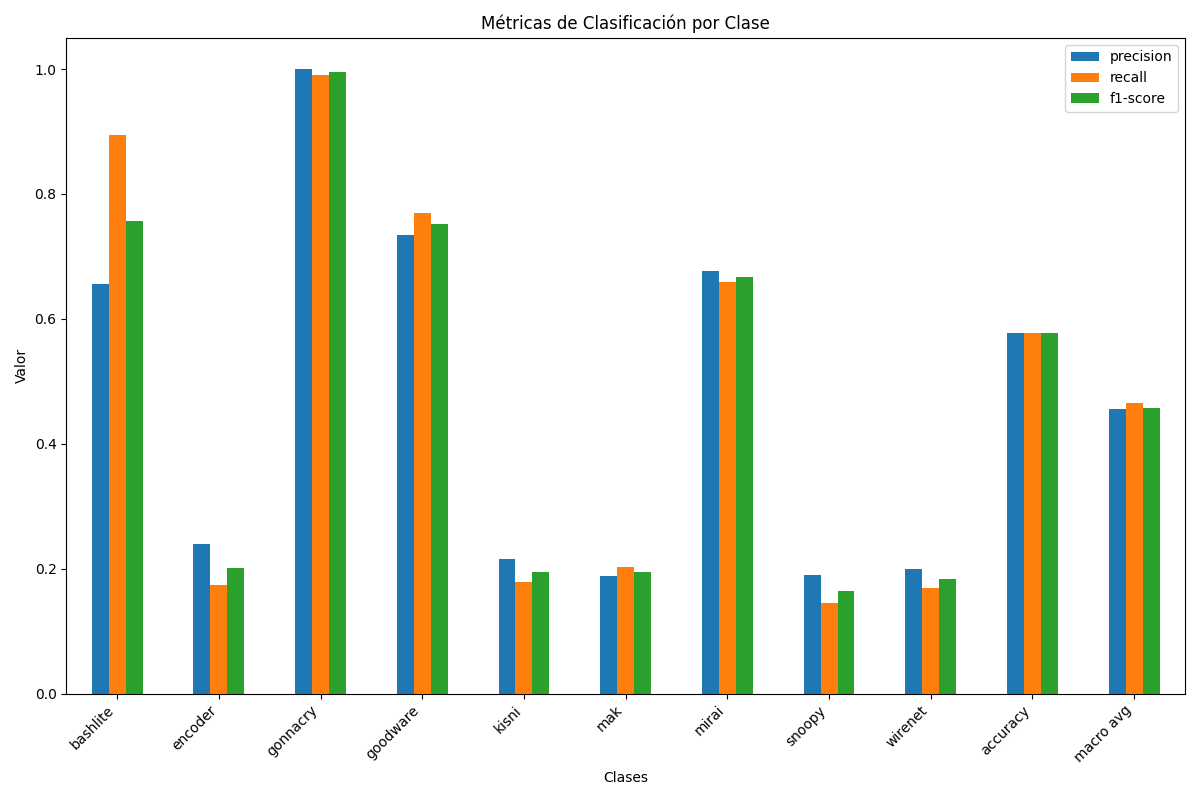 Métricas de Clasificación por Clase
precision
recall
f1-score
Valor
1.0
0.8
0.6
0.4
0.2
0.0
bashlite
encoder
gonnacry
goodware
kisni
mak
mirai
snoopy
wirenet
accuracy
macro avg
Clases